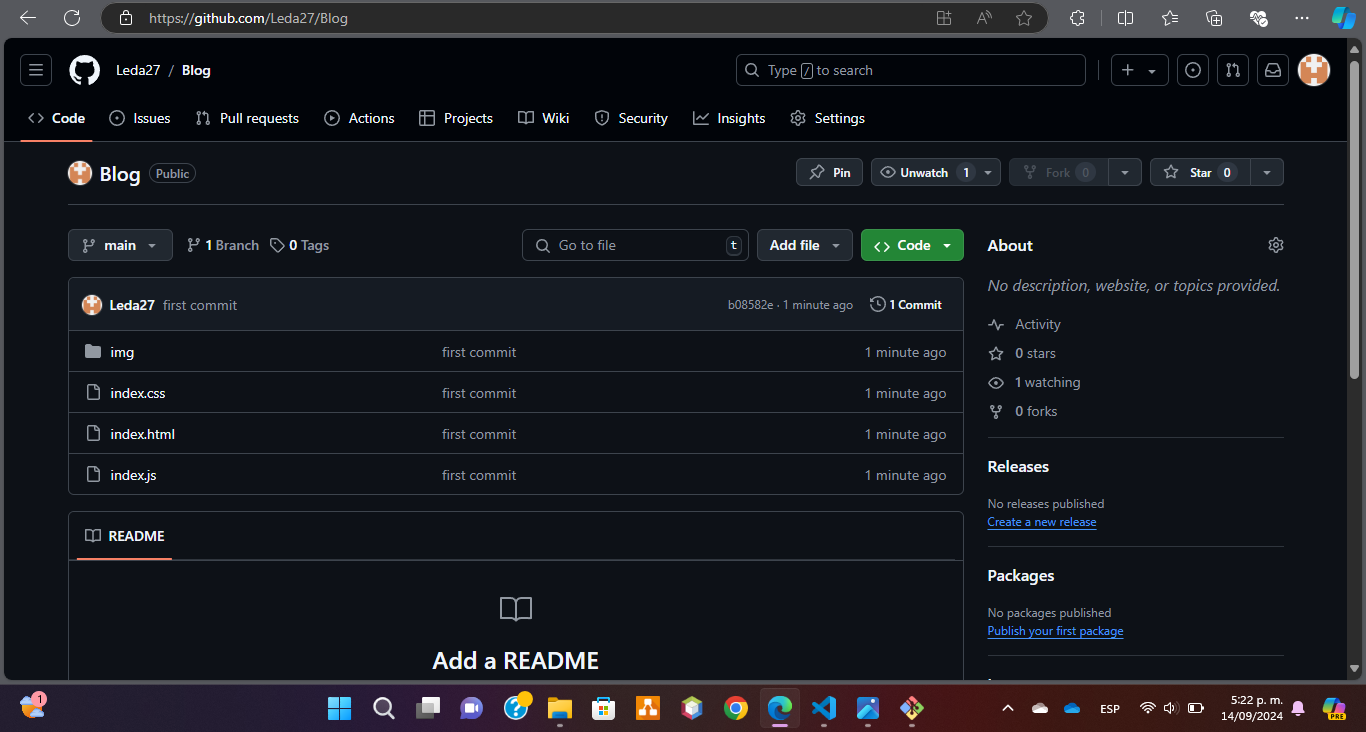 https://github.com/Leda27/Blog
Leda27 / Blog
Type / to search
Code Issues Pull requests Actions Projects Wiki Security Insights Settings
Blog Public
Pin Unwatch 1 Fork 0 Star 0
main 1 Branch 0 Tags
Go to file t Add file Code
Leda27 first commit b08582e · 1 minute ago 1 Commit
img first commit 1 minute ago
index.css first commit 1 minute ago
index.html first commit 1 minute ago
index.js first commit 1 minute ago
README
Add a README
About
No description, website, or topics provided.
Activity
0 stars
1 watching
0 forks
Releases
No releases published
Create a new release
Packages
No packages published
Publish your first package
1
ESP
5:22 p. m.
14/09/2024
PRE